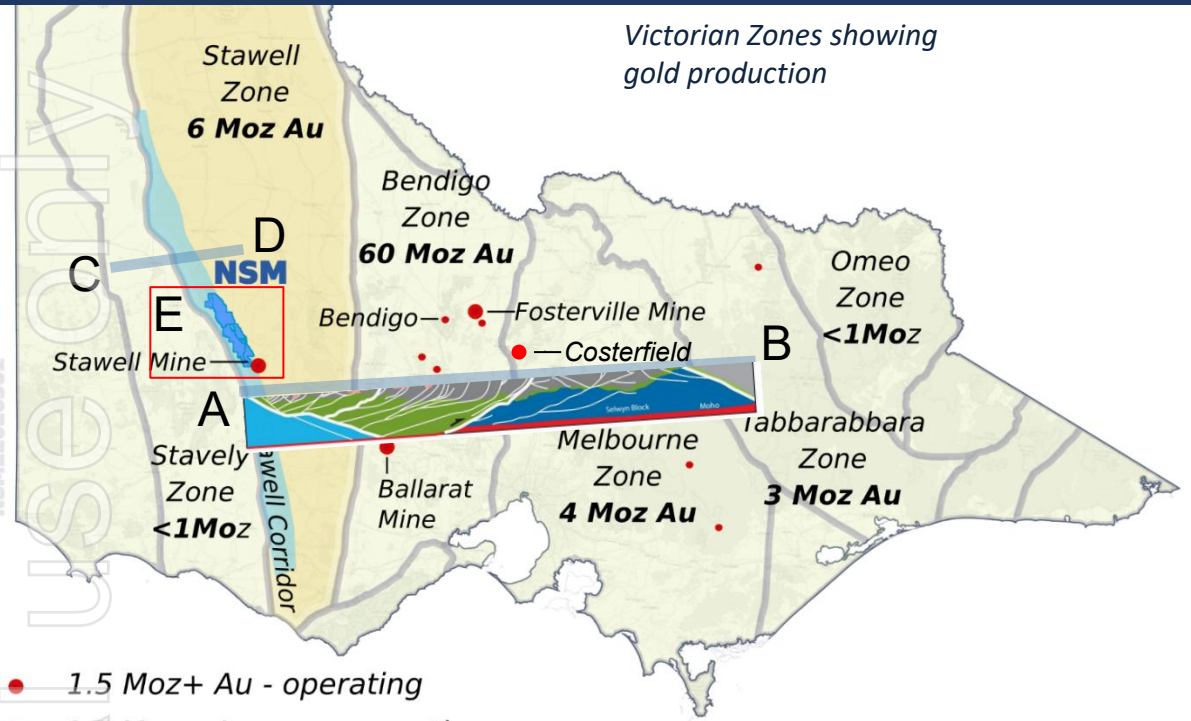 Victorian Zones showing
gold production
Stawell
Zone
6 Moz Au
Bendigo
Zone
60 Moz Au
Omeo
Zone
<1Moz
D
C
NSM
E
Bendigo
Fosterville Mine
Stawell Mine
Costerfield
B
A
Selwyn Block
Moho
Stavely
Zone
<1Moz
awell Corridor
Ballarat
Mine
Melbourne
Zone
4 Moz Au
Tabbarabbara
Zone
3 Moz Au
use only
1.5 Moz+ Au - operating